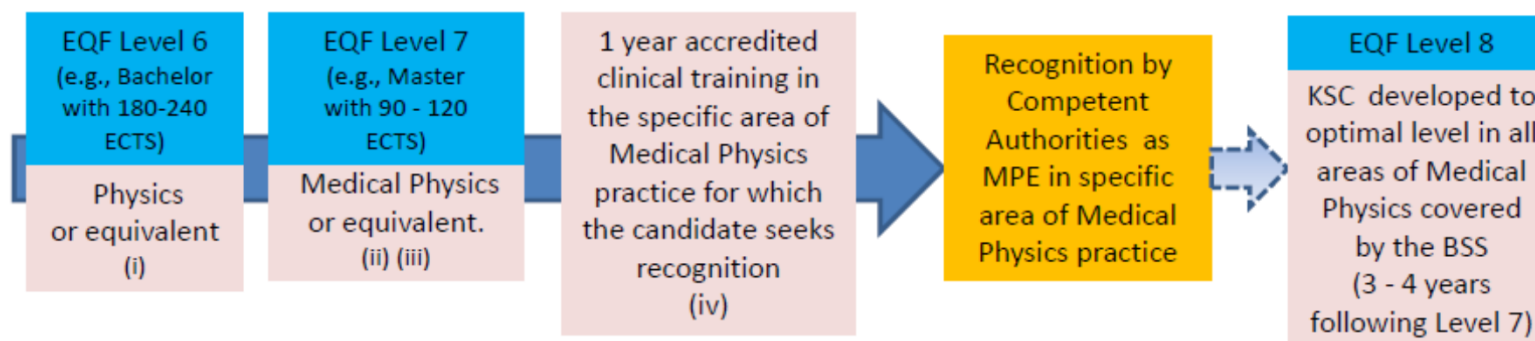 EQF Level 6
(e.g., Bachelor
with 180-240
ECTS)
Physics
or equivalent
(i)
EQF Level 7
(e.g., Master
with 90 - 120
ECTS)
Medical Physics
or equivalent.
(ii) (iii)
1 year accredited
clinical training in
the specific area of
Medical Physics
practice for which
the candidate seeks
recognition
(iv)
Recognition by
Competent
Authorities as
MPE in specific
area of Medical
Physics practice
EQF Level 8
KSC developed to
optimal level in all
areas of Medical
Physics covered
by the BSS
(3 - 4 years
following Level 7)